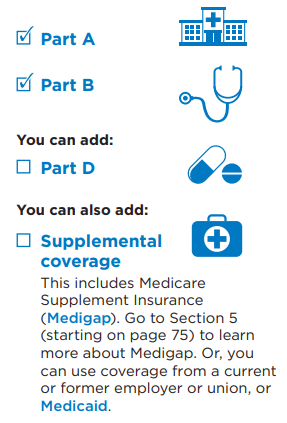 Part A
Part B
You can add:
Part D
You can also add:
Supplemental
coverage
This includes Medicare
Supplement Insurance
(Medigap). Go to Section 5
(starting on page 75) to learn
more about Medigap. Or, you
can use coverage from a current
or former employer or union, or
Medicaid.